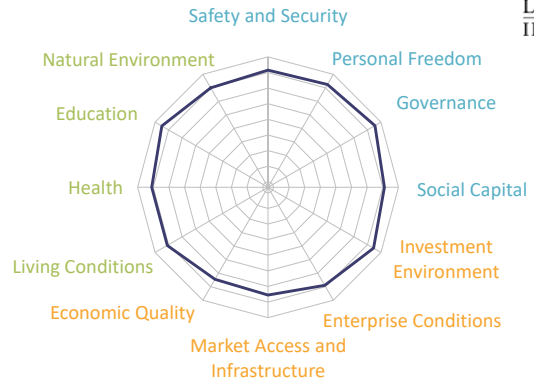 Safety and Security
Natural Environment
Personal Freedom
Education
Governance
Health
Social Capital
Investment
Environment
Living Conditions
Economic Quality
Enterprise Conditions
Market Access and
Infrastructure